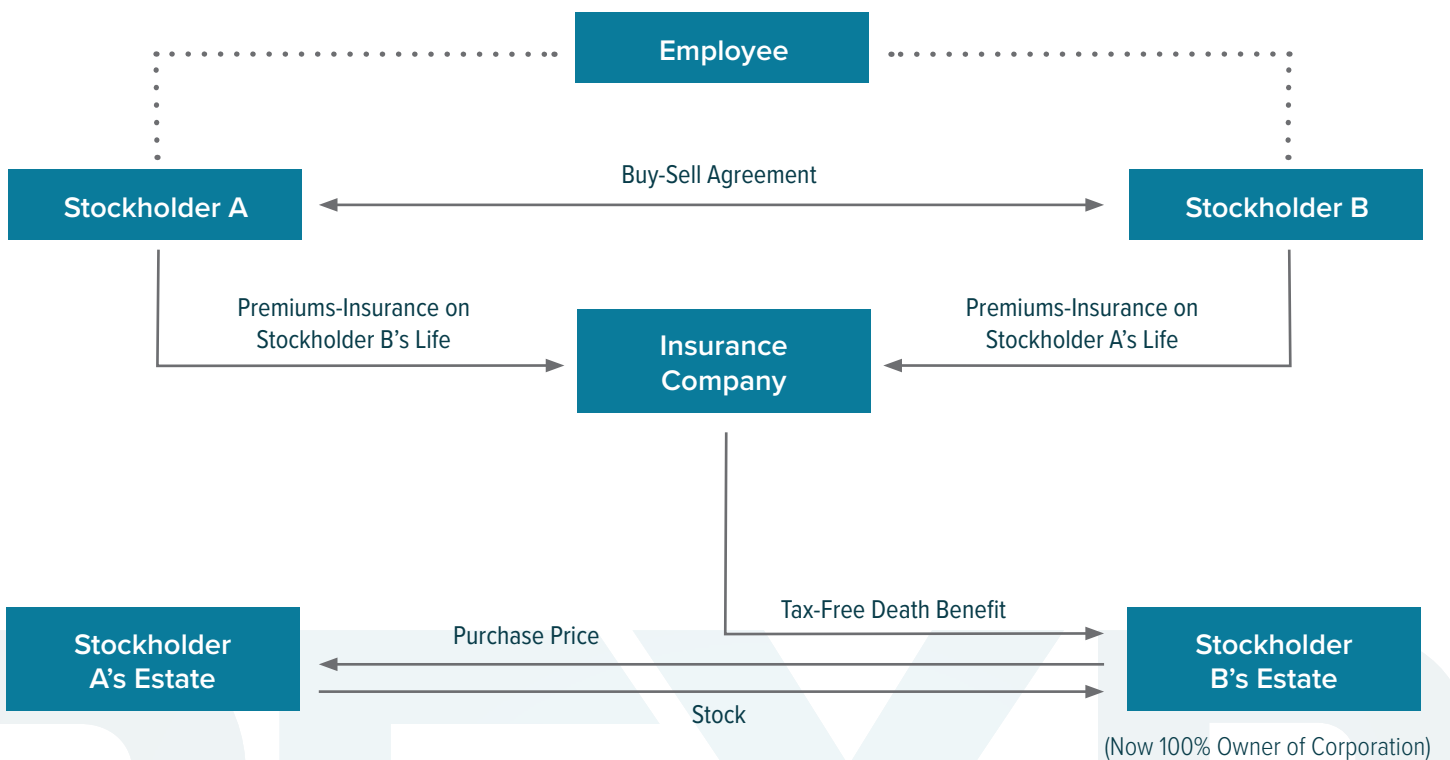 Employee
Buy-Sell Agreement
Stockholder A
Stockholder B
Premiums-Insurance on
Stockholder B's Life
Premiums-Insurance on
Stockholder A's Life
Insurance
Company
Tax-Free Death Benefit
Purchase Price
Stockholder
A's Estate
Stockholder
B's Estate
Stock
(Now 100% Owner of Corporation)